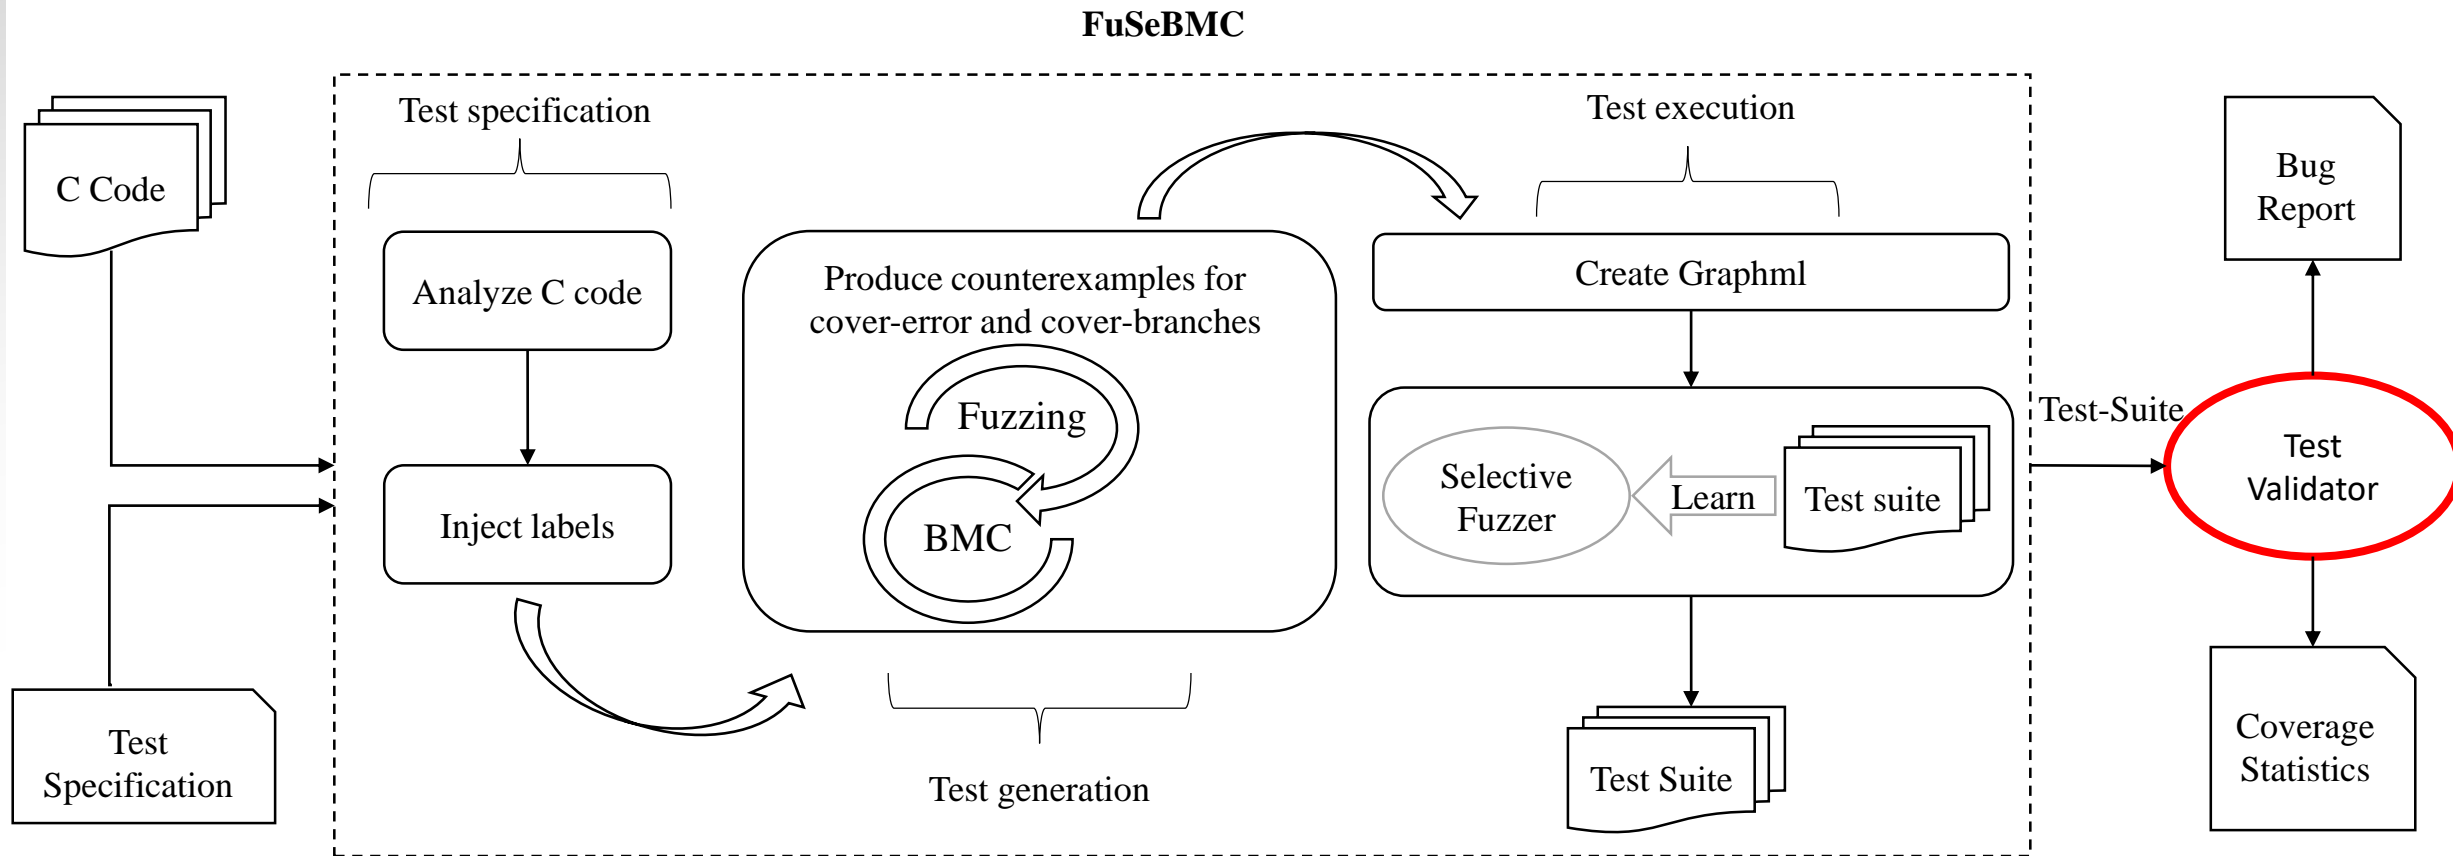 FuSeBMC
C Code
Test
Specification
Test specification
Analyze C code
Inject labels
Produce counterexamples for
cover-error and cover-branches
Fuzzing
BMC
Test generation
Test execution
Create Graphml
Selective
Fuzzer
Learn
Test suite
Test Suite
Test-Suite
Test
Validator
Bug
Report
Coverage
Statistics